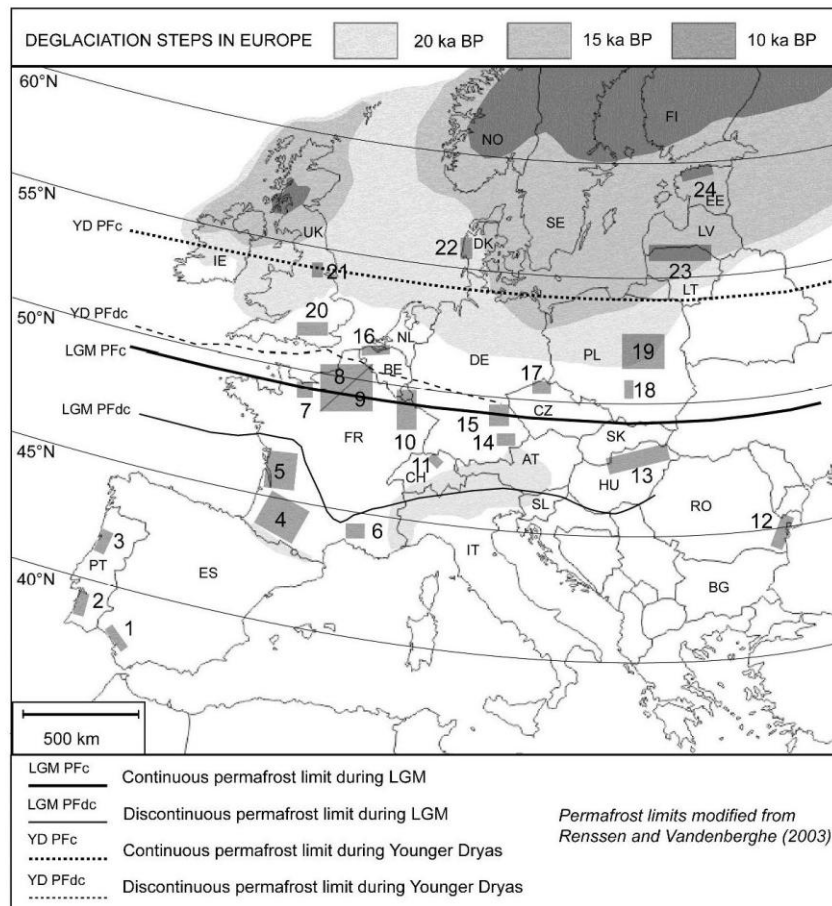 DEGLACIATION STEPS IN EUROPE 20 ka BP 15 ka BP 10 ka BP
60°N
FI
NO
55°N
24
EE
YD PFc
UK
SE
LV
IE
22
DK
23
21
LT
50°N
20
YD PFdc
16
NL
19
LGM PFc
DE
PL
8
BE
17
18
7
9
CZ
LGM PFdc
15
FR
10
14
SK
45°N
11
AT
13
5
CH
HU
RO
4
SL
12
3
6
IT
PT
ES
BG
40°N
2
1
500 km
LGM PFc Continuous permafrost limit during LGM
LGM PFdc Discontinuous permafrost limit during LGM
YD PFc Continuous permafrost limit during Younger Dryas
YD PFdc Discontinuous permafrost limit during Younger Dryas
Permafrost limits modified from
Renssen and Vandenberghe (2003)